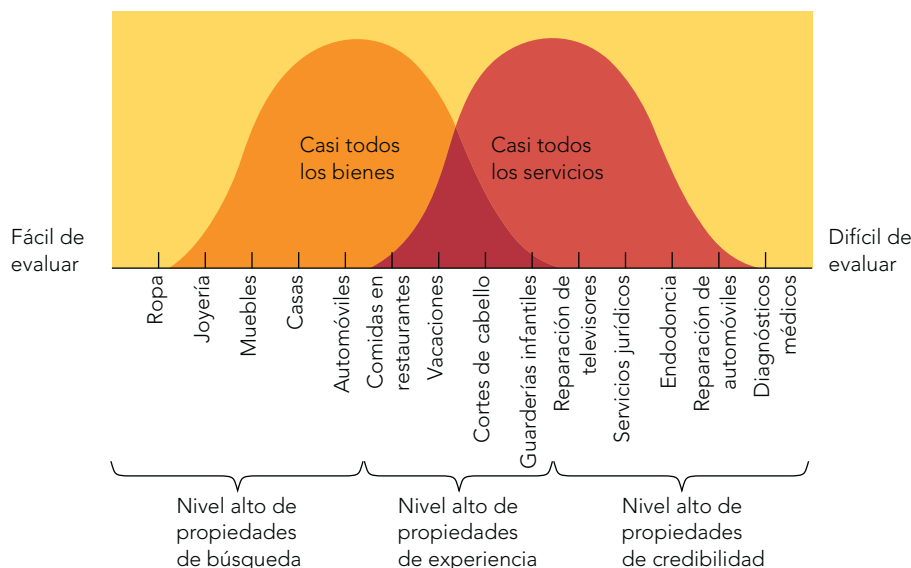 Casi todos
los bienes
Casi todos
los servicios
Fácil de
evaluar
Difícil de
evaluar
Ropa
Joyería
Muebles
Casas
Automóviles
Comidas en
restaurantes
Vacaciones
Cortes de cabello
Guarderías infantiles
Reparación de
televisores
Servicios jurídicos
Endodoncia
Reparación de
automóviles
Diagnósticos
médicos
Nivel alto de
propiedades
de búsqueda
Nivel alto de
propiedades
de experiencia
Nivel alto de
propiedades
de credibilidad